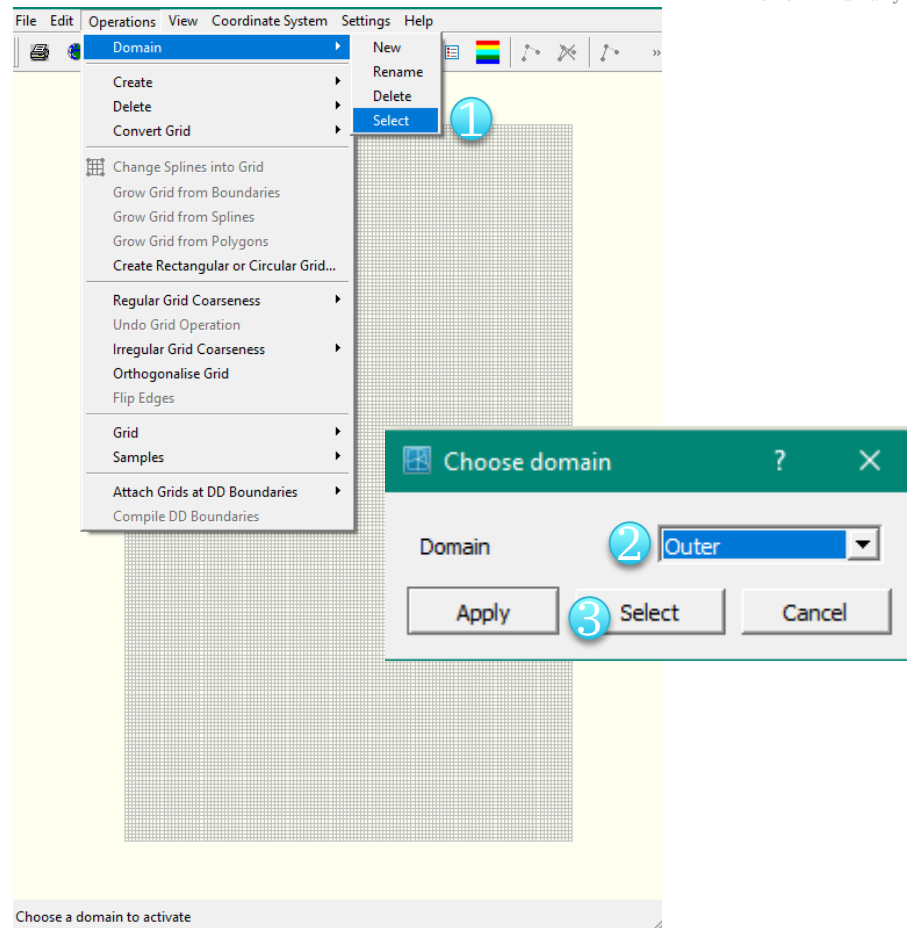 File Edit Operations View Coordinate System Settings Help
»
Domain
New
Rename
Delete
Select
1
Create
Delete
Convert Grid
Change Splines into Grid
Grow Grid from Boundaries
Grow Grid from Splines
Grow Grid from Polygons
Create Rectangular or Circular Grid...
Regular Grid Coarseness
Undo Grid Operation
Irregular Grid Coarseness
Orthogonalise Grid
Flip Edges
Grid
Samples
Attach Grids at DD Boundaries
Compile DD Boundaries
Choose domain ? X
Domain 2 Outer
Apply 3 Select Cancel
Choose a domain to activate